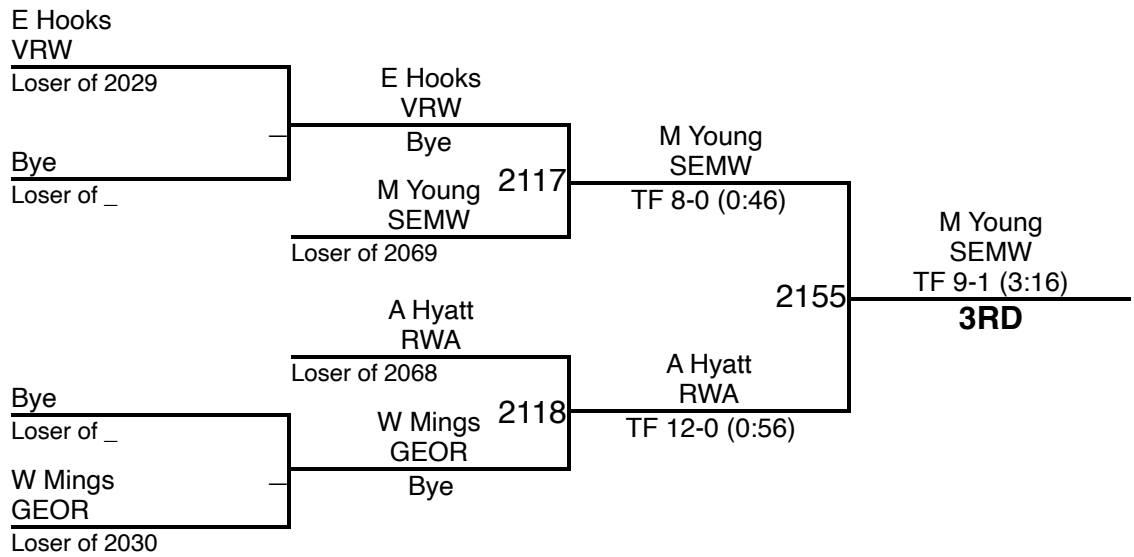 E Hooks
VRW
Loser of 2029
_
Bye
Loser of _
E Hooks
VRW
Bye
M Young
SEMW
Loser of 2069
2117
M Young
SEMW
TF 8-0 (0:46)
2155
M Young
SEMW
TF 9-1 (3:16)
3RD
A Hyatt
RWA
Loser of 2068
2118
A Hyatt
RWA
TF 12-0 (0:56)
Bye
Loser of _
_
W Mings
GEOR
Bye
W Mings
GEOR
Loser of 2030